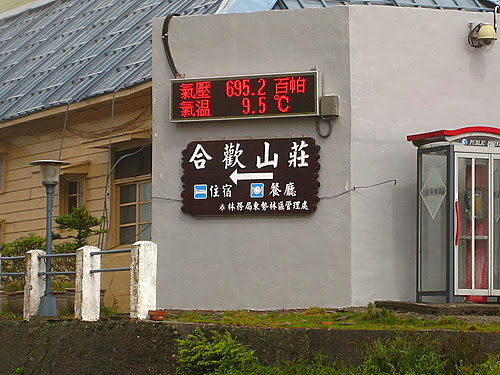 氣壓 695.2 百帕
氣溫 9.5 ℃
合歡山莊
住宿 餐廳
林務局東勢林區管理處
PUBLIC PHONE